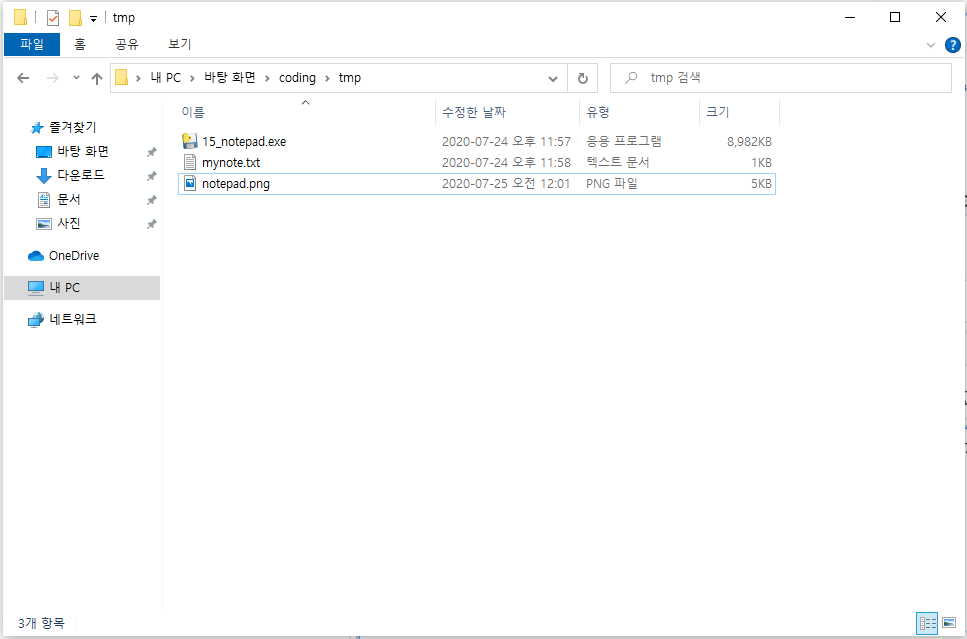 tmp
파일 홈 공유 보기
내 PC 바탕 화면 coding tmp tmp 검색
이름 수정한 날짜 유형 크기
즐겨찾기
바탕 화면
다운로드
문서
사진
OneDrive
내 PC
네트워크
15_notepad.exe 2020-07-24 오후 11:57 응용 프로그램 8,982KB
mynote.txt 2020-07-24 오후 11:58 텍스트 문서 1KB
notepad.png 2020-07-25 오전 12:01 PNG 파일 5KB
3개 항목